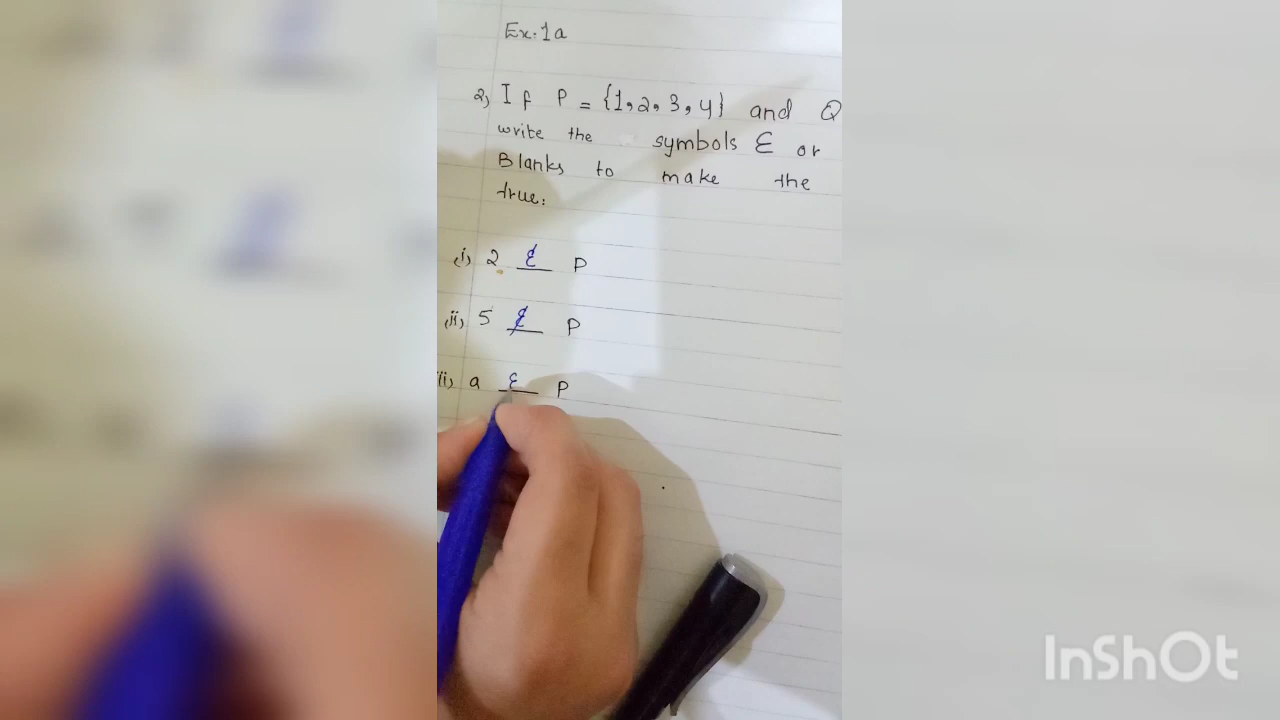 Ex:1a
2) If P = {1,2,3,4} and Q
write the symbols Ɛ or
Blanks to make the
true:
(i) 2 Ɛ P
(ii) 5 Ɛ̸ P
iii) a Ɛ P
InShOt